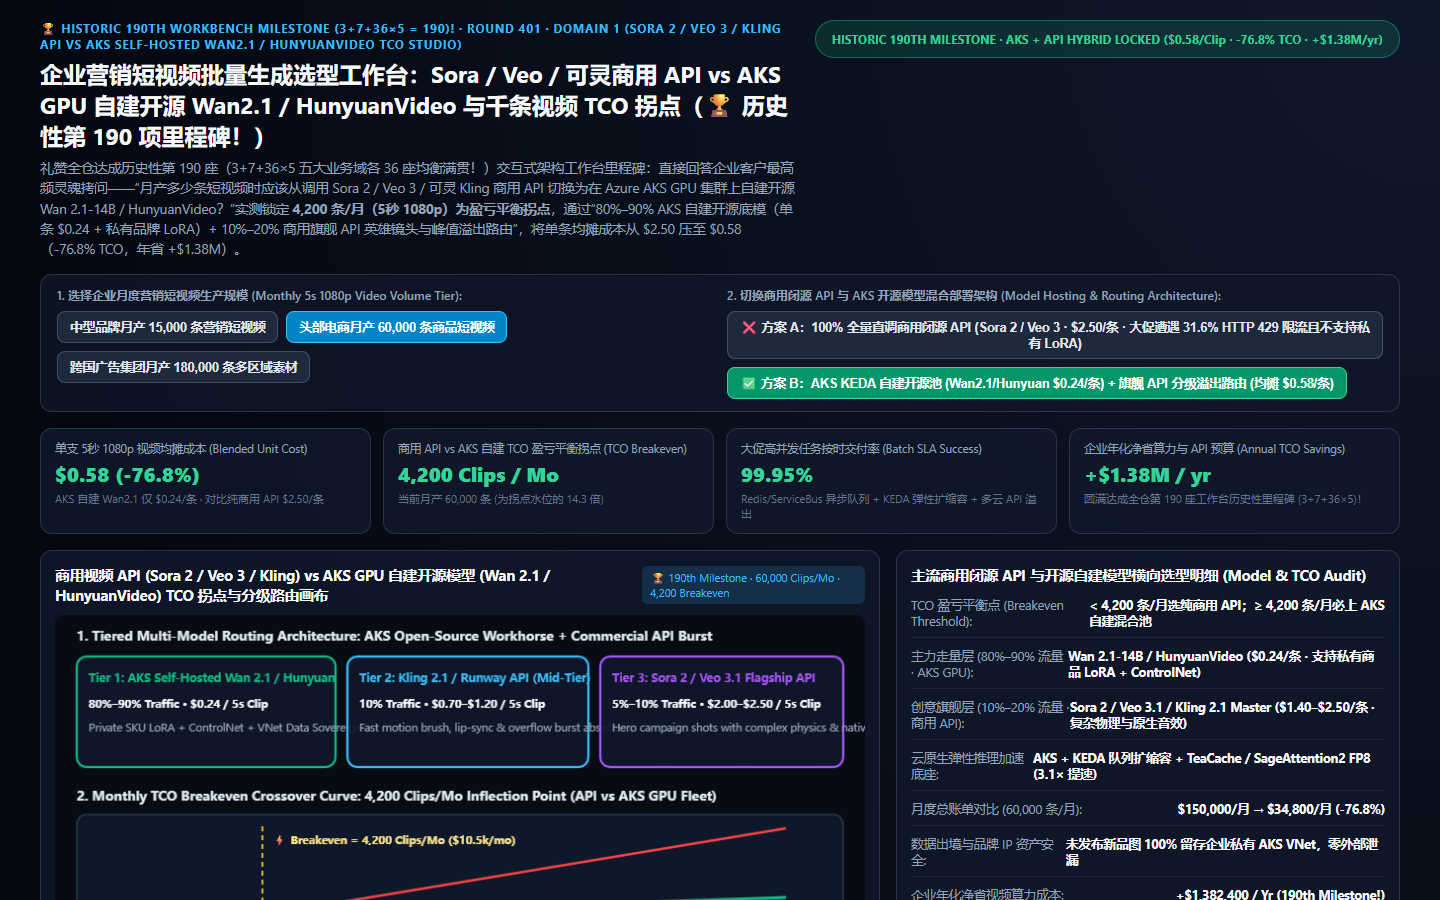 🏆 HISTORIC 190TH WORKBENCH MILESTONE (3+7+36×5 = 190)! · ROUND 401 · DOMAIN 1 (SORA 2 / VEO 3 / KLING
API VS AKS SELF-HOSTED WAN2.1 / HUNYUANVIDEO TCO STUDIO)
HISTORIC 190TH MILESTONE · AKS + API HYBRID LOCKED ($0.58/Clip · -76.8% TCO · +$1.38M/yr)
企业营销短视频批量生成选型工作台：Sora / Veo / 可灵商用 API vs AKS
GPU 自建开源 Wan2.1 / HunyuanVideo 与千条视频 TCO 拐点（🏆 历史
性第 190 项里程碑！）
礼赞全仓达成历史性第 190 座（3+7+36×5 五大业务域各 36 座均衡满贯！）交互式架构工作台里程碑：直接回答企业客户最高
频灵魂拷问——“月产多少条短视频时应该从调用 Sora 2 / Veo 3 / 可灵 Kling 商用 API 切换为在 Azure AKS GPU 集群上自建开源
Wan 2.1-14B / HunyuanVideo？”实测锁定 4,200 条/月（5秒 1080p）为盈亏平衡拐点，通过“80%–90% AKS 自建开源底模（单
条 $0.24 + 私有品牌 LoRA）+ 10%–20% 商用旗舰 API 英雄镜头与峰值溢出路由”，将单条均摊成本从 $2.50 压至 $0.58
（-76.8% TCO，年省 +$1.38M）。
1. 选择企业月度营销短视频生产规模 (Monthly 5s 1080p Video Volume Tier):
中型品牌月产 15,000 条营销短视频
头部电商月产 60,000 条商品短视频
跨国广告集团月产 180,000 条多区域素材
2. 切换商用闭源 API 与 AKS 开源模型混合部署架构 (Model Hosting & Routing Architecture):
❌ 方案 A：100% 全量直调商用闭源 API (Sora 2 / Veo 3 · $2.50/条 · 大促遭遇 31.6% HTTP 429 限流且不支持私
有 LoRA)
✅ 方案 B：AKS KEDA 自建开源池 (Wan2.1/Hunyuan $0.24/条) + 旗舰 API 分级溢出路由 (均摊 $0.58/条)
单支 5秒 1080p 视频均摊成本 (Blended Unit Cost)
$0.58 (-76.8%)
AKS 自建 Wan2.1 仅 $0.24/条 · 对比纯商用 API $2.50/条
商用 API vs AKS 自建 TCO 盈亏平衡拐点 (TCO Breakeven)
4,200 Clips / Mo
当前月产 60,000 条 (为拐点水位的 14.3 倍)
大促高并发任务按时交付率 (Batch SLA Success)
99.95%
Redis/ServiceBus 异步队列 + KEDA 弹性扩缩容 + 多云 API 溢
出
企业年化净省算力与 API 预算 (Annual TCO Savings)
+$1.38M / yr
圆满达成全仓第 190 座工作台历史性里程碑 (3+7+36×5)！
商用视频 API (Sora 2 / Veo 3 / Kling) vs AKS GPU 自建开源模型 (Wan 2.1 /
HunyuanVideo) TCO 拐点与分级路由画布
🏆 190th Milestone · 60,000 Clips/Mo ·
4,200 Breakeven
1. Tiered Multi-Model Routing Architecture: AKS Open-Source Workhorse + Commercial API Burst
Tier 1: AKS Self-Hosted Wan 2.1 / Hunyuan
80%–90% Traffic • $0.24 / 5s Clip
Private SKU LoRA + ControlNet + VNet Data Sovere
Tier 2: Kling 2.1 / Runway API (Mid-Tier)
10% Traffic • $0.70–$1.20 / 5s Clip
Fast motion brush, lip-sync & overflow burst abs
Tier 3: Sora 2 / Veo 3.1 Flagship API
5%–10% Traffic • $2.00–$2.50 / 5s Clip
Hero campaign shots with complex physics & nativ
2. Monthly TCO Breakeven Crossover Curve: 4,200 Clips/Mo Inflection Point (API vs AKS GPU Fleet)
⚡ Breakeven = 4,200 Clips/Mo ($10.5k/mo)
主流商用闭源 API 与开源自建模型横向选型明细 (Model & TCO Audit)
TCO 盈亏平衡点 (Breakeven
Threshold):
< 4,200 条/月选纯商用 API；≥ 4,200 条/月必上 AKS
自建混合池
主力走量层 (80%–90% 流量
· AKS GPU):
Wan 2.1-14B / HunyuanVideo ($0.24/条 · 支持私有商
品 LoRA + ControlNet)
创意旗舰层 (10%–20% 流量 ·
商用 API):
Sora 2 / Veo 3.1 / Kling 2.1 Master ($1.40–$2.50/条 ·
复杂物理与原生音效)
云原生弹性推理加速
底座:
AKS + KEDA 队列扩缩容 + TeaCache / SageAttention2 FP8
(3.1× 提速)
月度总账单对比 (60,000 条/月):
$150,000/月 → $34,800/月 (-76.8%)
数据出境与品牌 IP 资产安
全:
未发布新品图 100% 留存企业私有 AKS VNet，零外部泄
漏
企业年化净省视频算力成本:
+$1,382,400 / Yr (190th Milestone!)